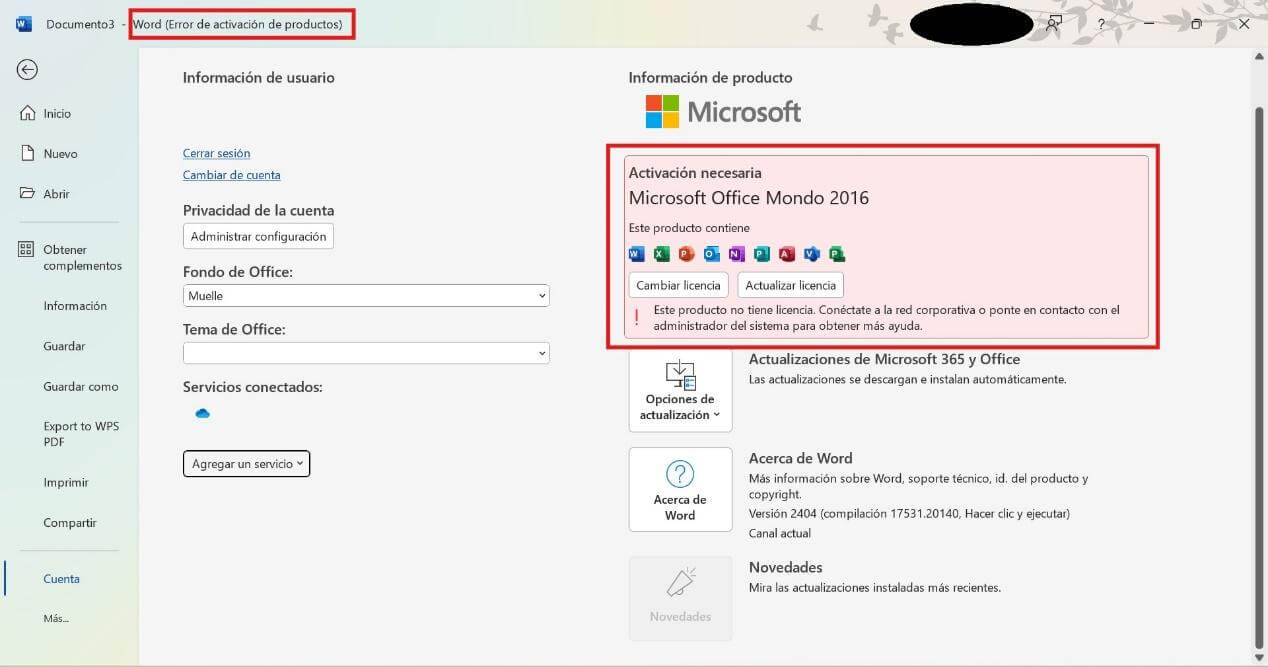 Documento3 - Word (Error de activación de productos)
?
Inicio
Nuevo
Abrir
Obtener
complementos
Información
Guardar
Guardar como
Export to WPS
PDF
Imprimir
Compartir
Cuenta
Más...
Información de usuario
Cerrar sesión
Cambiar de cuenta
Privacidad de la cuenta
Administrar configuración
Fondo de Office:
Muelle
Tema de Office:
Servicios conectados:
Agregar un servicio
Información de producto
Microsoft
Activación necesaria
Microsoft Office Mondo 2016
Este producto contiene
Cambiar licencia
Actualizar licencia
Este producto no tiene licencia. Conéctate a la red corporativa o ponte en contacto con el
administrador del sistema para obtener más ayuda.
Opciones de
actualización
Actualizaciones de Microsoft 365 y Office
Las actualizaciones se descargan e instalan automáticamente.
Acerca de
Word
Acerca de Word
Más información sobre Word, soporte técnico, id. del producto y
copyright.
Versión 2404 (compilación 17531.20140, Hacer clic y ejecutar)
Canal actual
Novedades
Novedades
Mira las actualizaciones instaladas más recientes.